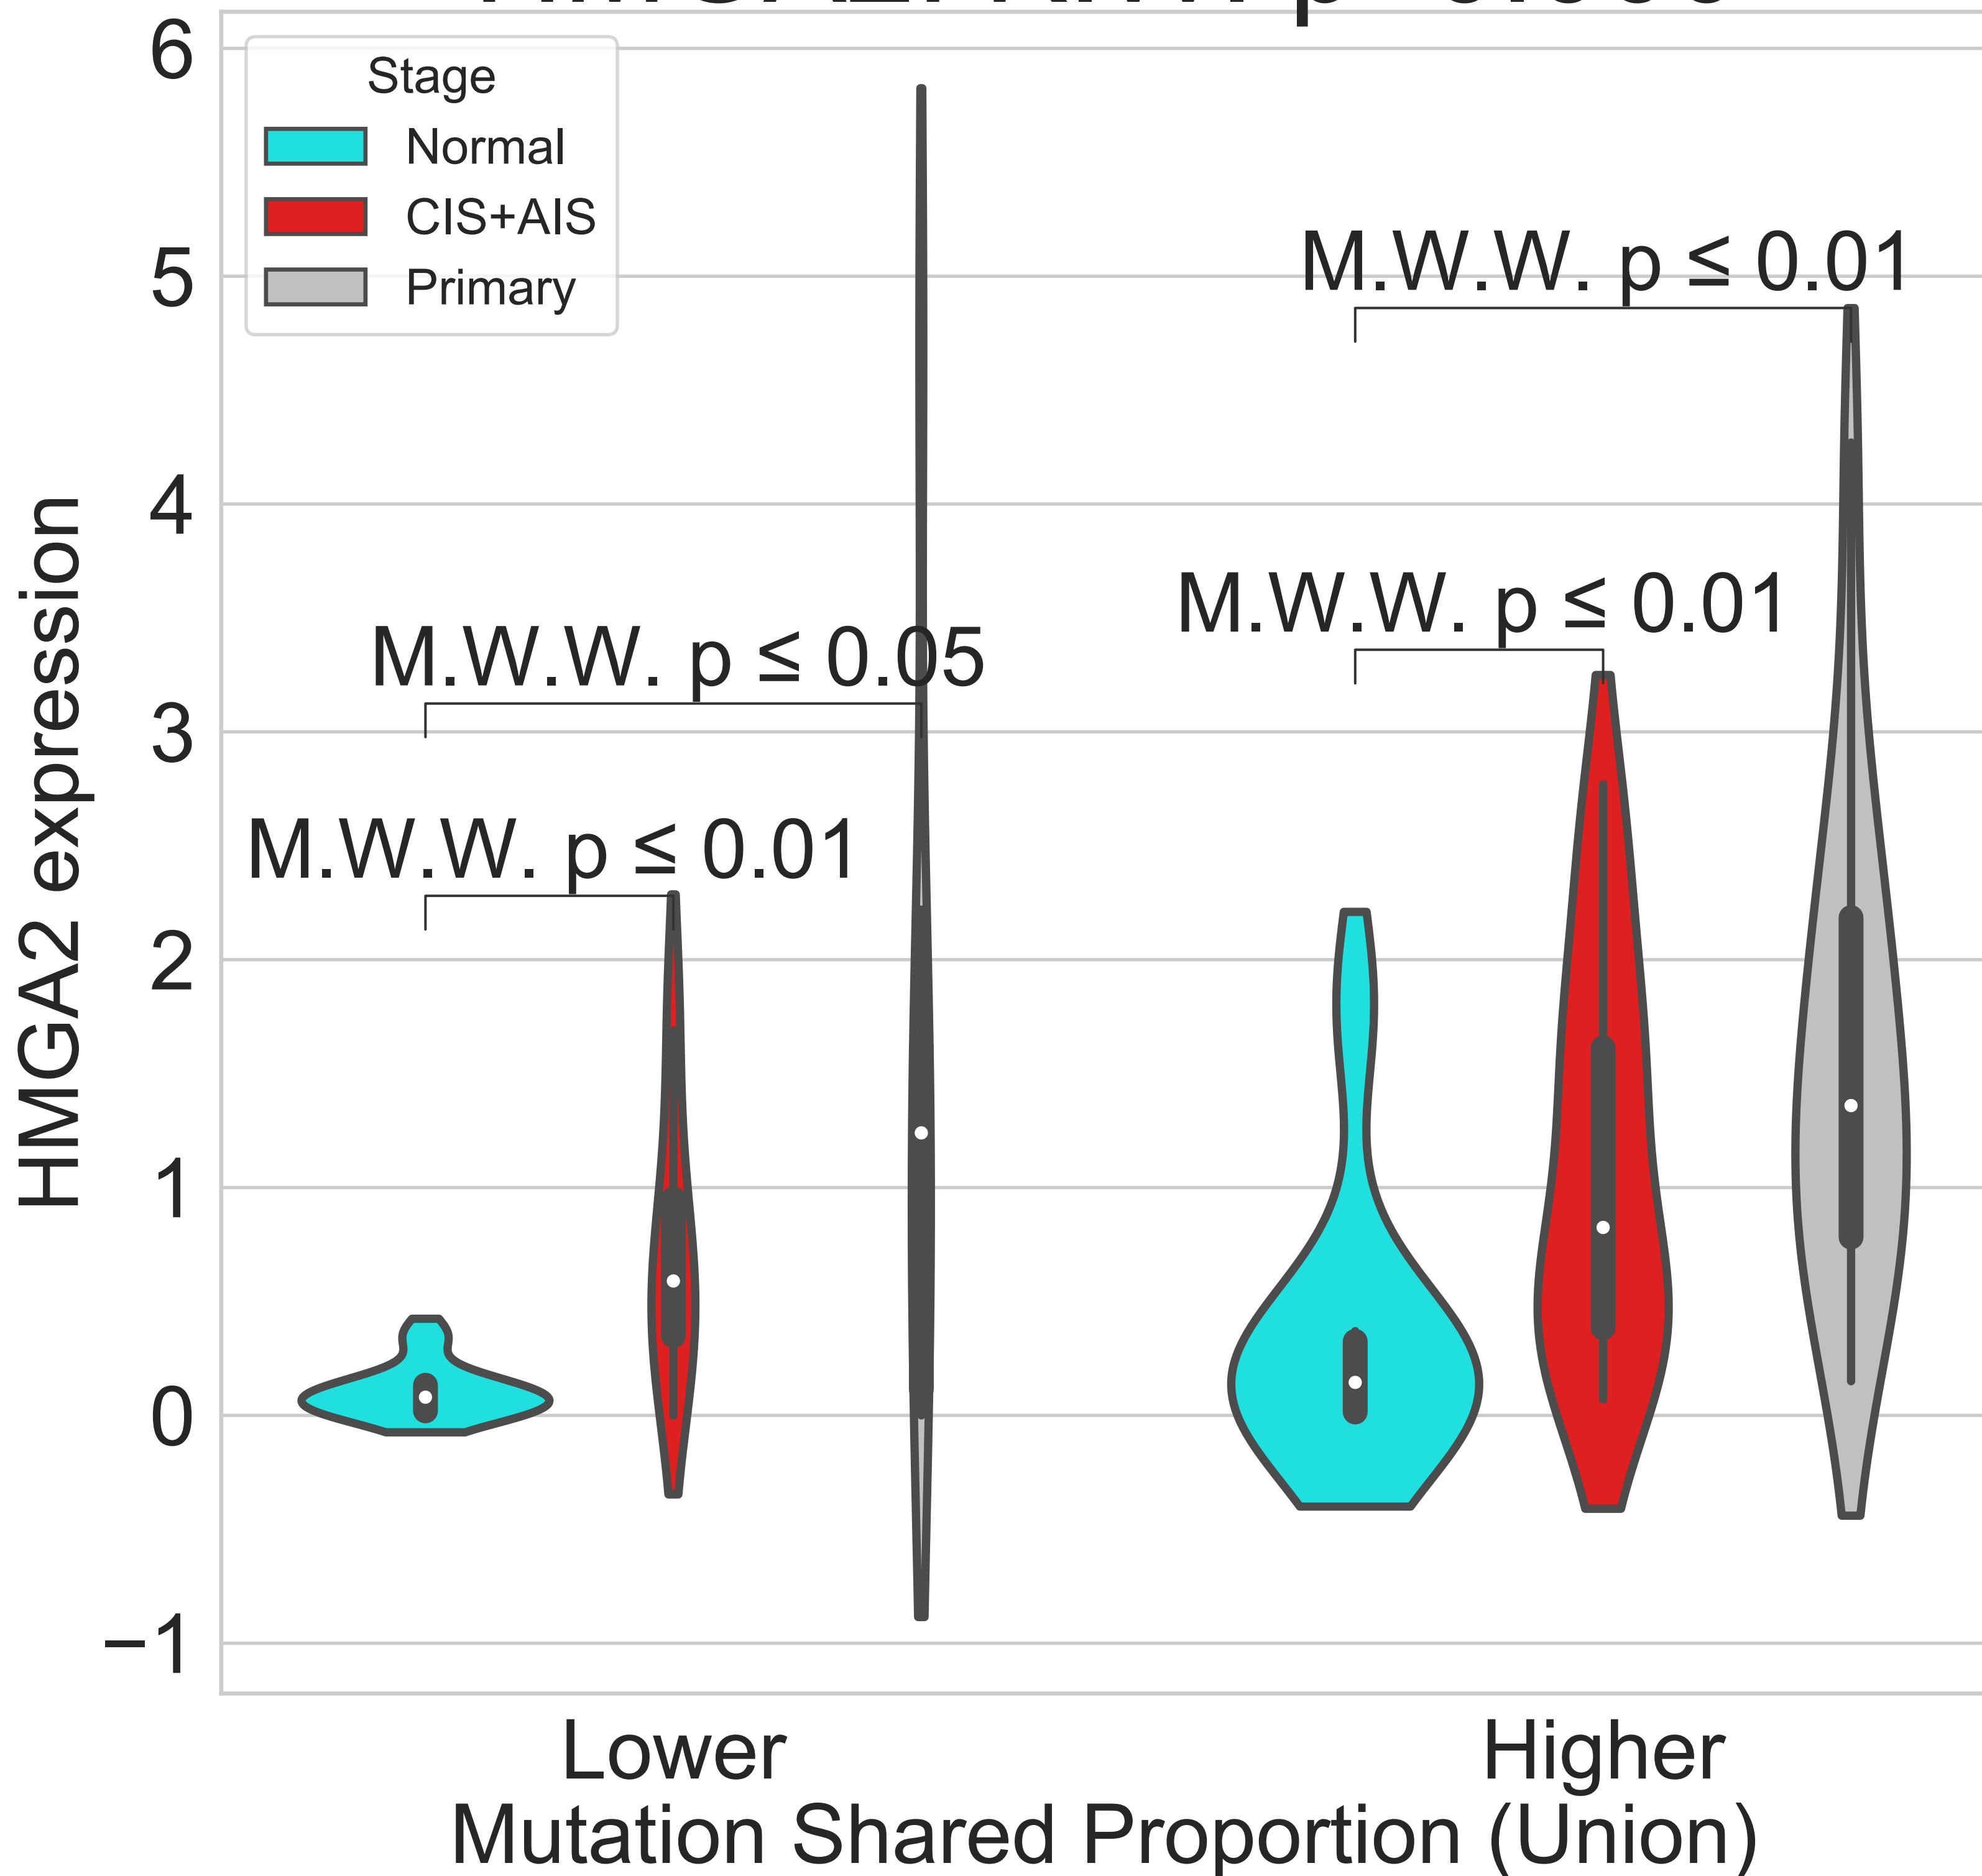 6
5
4
3
2
1
0
−1
HMGA2 expression
Stage
Normal
CIS+AIS
Primary
M.W.W. p ≤ 0.01
M.W.W. p ≤ 0.01
M.W.W. p ≤ 0.05
M.W.W. p ≤ 0.01
Lower
Higher
Mutation Shared Proportion (Union)